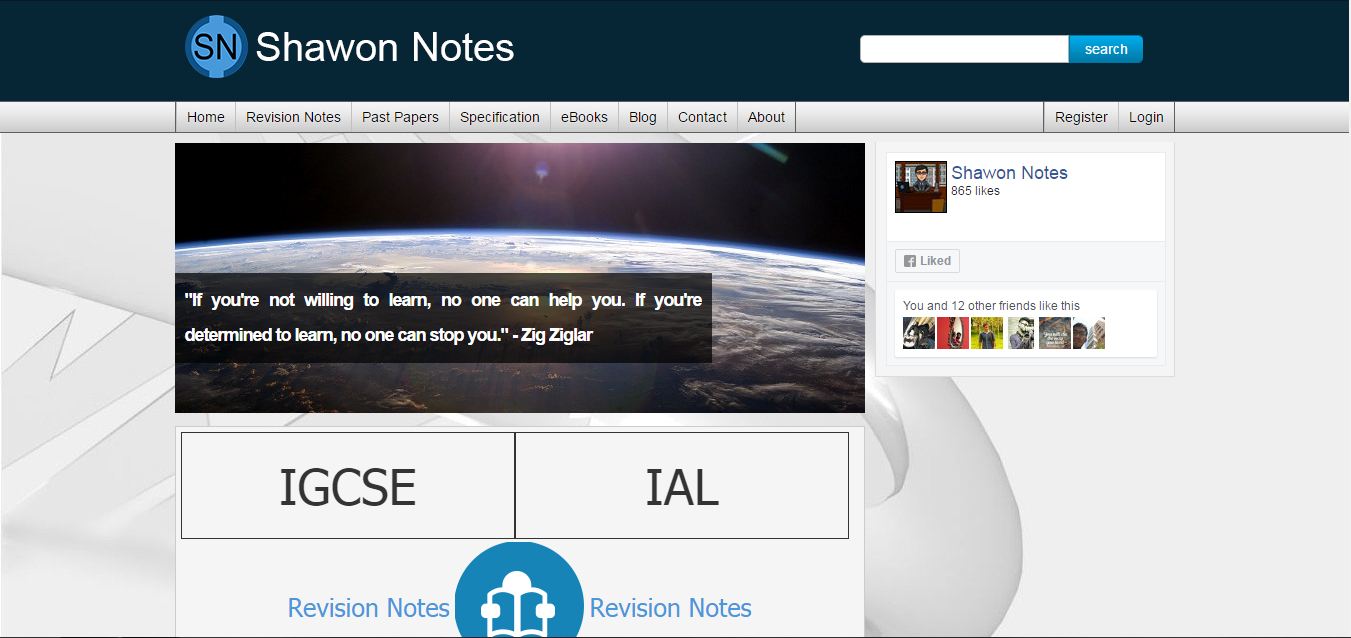 SN Shawon Notes
search
Home Revision Notes Past Papers Specification eBooks Blog Contact About Register Login
"If you're not willing to learn, no one can help you. If you're
determined to learn, no one can stop you." - Zig Ziglar
Shawon Notes
865 likes
Liked
You and 12 other friends like this
IGCSE IAL
Revision Notes Revision Notes